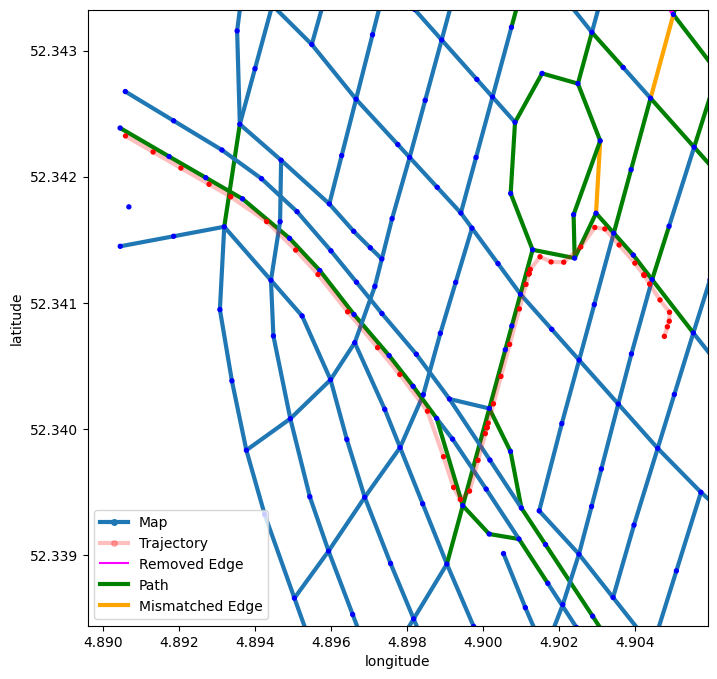 52.343
52.342
52.341
52.340
52.339
latitude
Map
Trajectory
Removed Edge
Path
Mismatched Edge
4.890 4.892 4.894 4.896 4.898 4.900 4.902 4.904
longitude